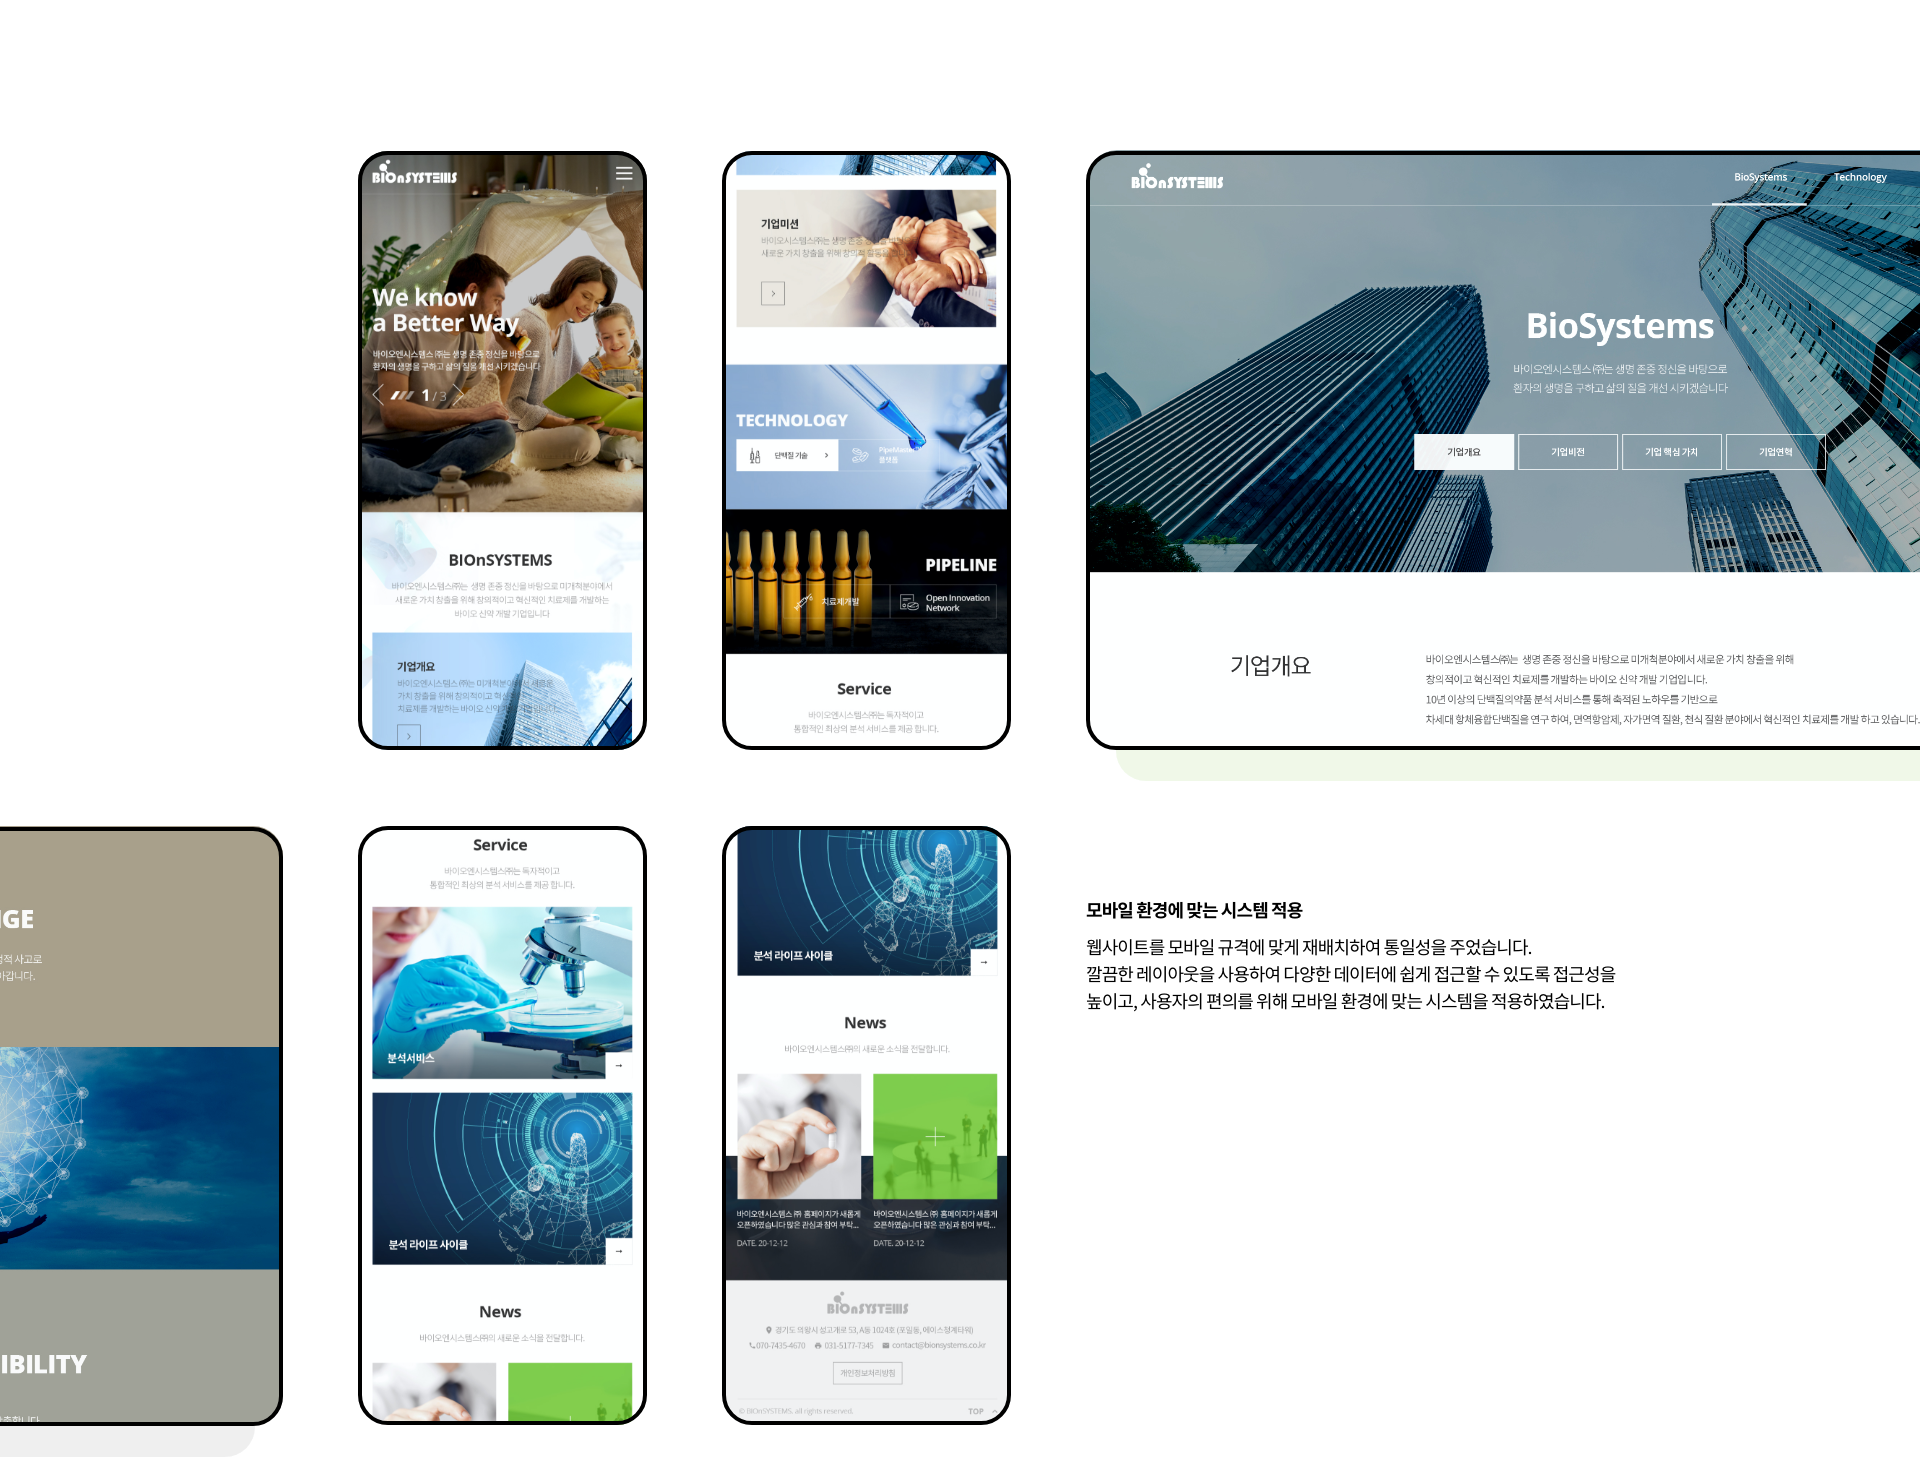 BIOnSYSTEMS
We know
a Better Way
바이오엔시스템스 ㈜는 생명 존중 정신을 바탕으로
환자의 생명을 구하고 삶의 질을 개선 시키겠습니다
1 / 3
BIOnSYSTEMS
바이오엔시스템스㈜는 생명 존중 정신을 바탕으로 미개척분야에서
새로운 가치 창출을 위해 창의적이고 혁신적인 치료제를 개발하는
바이오 신약 개발 기업입니다
기업개요
바이오엔시스템스 ㈜는 미개척분야에서 새로운
가치 창출을 위해 창의적이고
치료제를 개발하는 바이오 신약
기업미션
바이오시스템스㈜는 생명 존중
새로운 가치 창출을 위해 창의적
TECHNOLOGY
단백질 기술
플랫폼
PIPELINE
치료제개발
Open Innovation
Network
Service
바이오엔시스템스㈜는 독자적이고
통합적인 최상의 분석 서비스를 제공 합니다.
BIOnSYSTEMS
BioSystems
Technology
BioSystems
바이오엔시스템스 ㈜는 생명 존중 정신을 바탕으로
환자의 생명을 구하고 삶의 질을 개선 시키겠습니다
기업개요
기업비전
기업 핵심 가치
기업연혁
기업개요
바이오엔시스템스㈜는 생명 존중 정신을 바탕으로 미개척분야에서 새로운 가치 창출을 위해
창의적이고 혁신적인 치료제를 개발하는 바이오 신약 개발 기업입니다.
10년 이상의 단백질의약품 분석 서비스를 통해 축적된 노하우를 기반으로
차세대 항체융합단백질을 연구 하여, 면역항암제, 자가면역 질환, 천식 질환 분야에서 혁신적인 치료제를 개발 하고 있습니다.
GE
적 사고로
아갑니다.
IBILITY
Service
바이오엔시스템스㈜는 독자적이고
통합적인 최상의 분석 서비스를 제공 합니다.
분석서비스
분석 라이프 사이클
News
바이오엔시스템스㈜의 새로운 소식을 전달합니다.
분석 라이프 사이클
News
바이오엔시스템스㈜의 새로운 소식을 전달합니다.
바이오엔시스템스 ㈜ 홈페이지가 새롭게
오픈하였습니다 많은 관심과 참여 부탁...
DATE. 20-12-12
바이오엔시스템스 ㈜ 홈페이지가 새롭게
오픈하였습니다 많은 관심과 참여 부탁...
DATE. 20-12-12
BIOnSYSTEMS
경기도 의왕시 성고개로 53, A동 1024호 (포일동, 에이스청계타워)
070-7435-4670 031-5177-7345 contact@bionsystems.co.kr
개인정보처리방침
© BIOnSYSTEMS. all rights reserved.
TOP
모바일 환경에 맞는 시스템 적용
웹사이트를 모바일 규격에 맞게 재배치하여 통일성을 주었습니다.
깔끔한 레이아웃을 사용하여 다양한 데이터에 쉽게 접근할 수 있도록 접근성을
높이고, 사용자의 편의를 위해 모바일 환경에 맞는 시스템을 적용하였습니다.